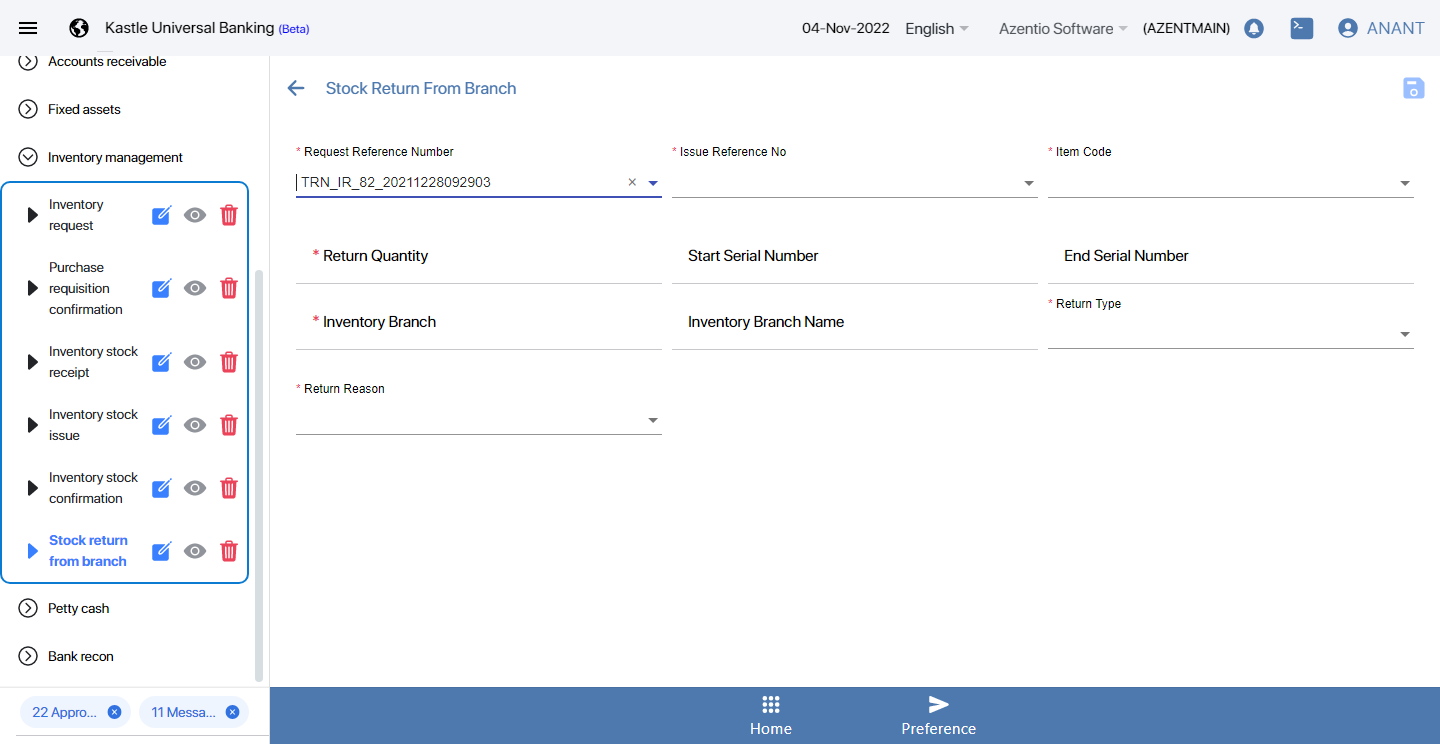 Kastle Universal Banking (Beta)
04-Nov-2022
English
Azentio Software
(AZENTMAIN)
ANANT
Accounts receivable
Fixed assets
Inventory management
Inventory
request
Purchase
requisition
confirmation
Inventory stock
receipt
Inventory stock
issue
Inventory stock
confirmation
Stock return
from branch
Petty cash
Bank recon
22 Appro...
11 Messa...
Stock Return From Branch
* Request Reference Number
TRN_IR_82_20211228092903
* Issue Reference No
* Item Code
* Return Quantity
Start Serial Number
End Serial Number
* Inventory Branch
Inventory Branch Name
* Return Type
* Return Reason
Home
Preference